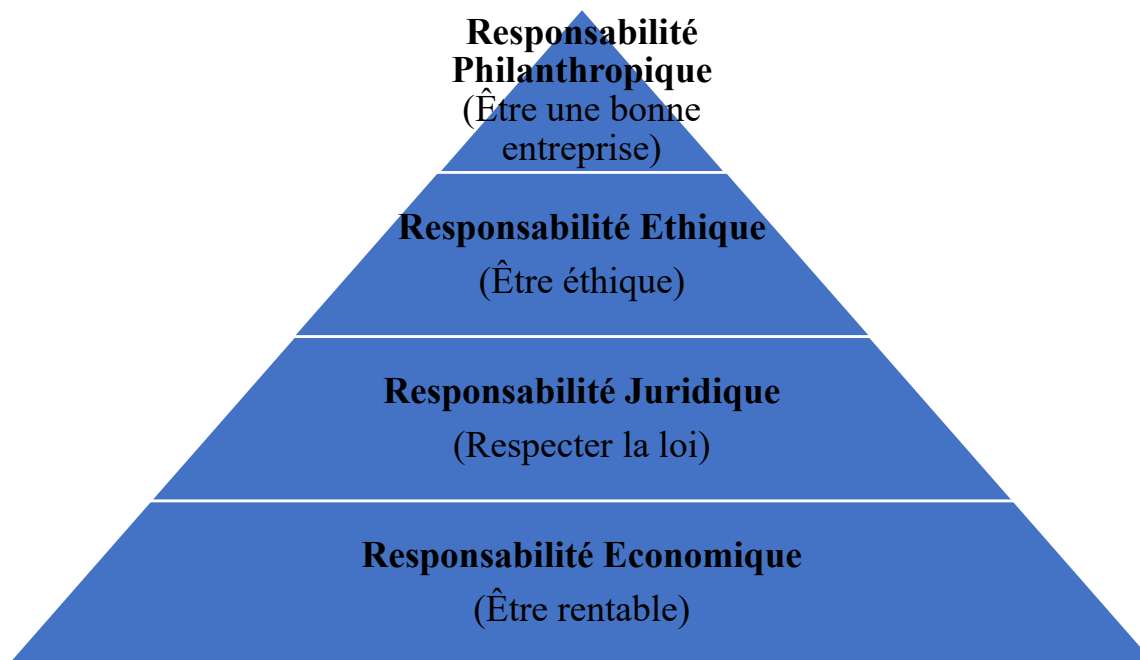 Responsabilité
Philanthropique
(Être une bonne
entreprise)
Responsabilité Ethique
(Être éthique)
Responsabilité Juridique
(Respecter la loi)
Responsabilité Economique
(Être rentable)